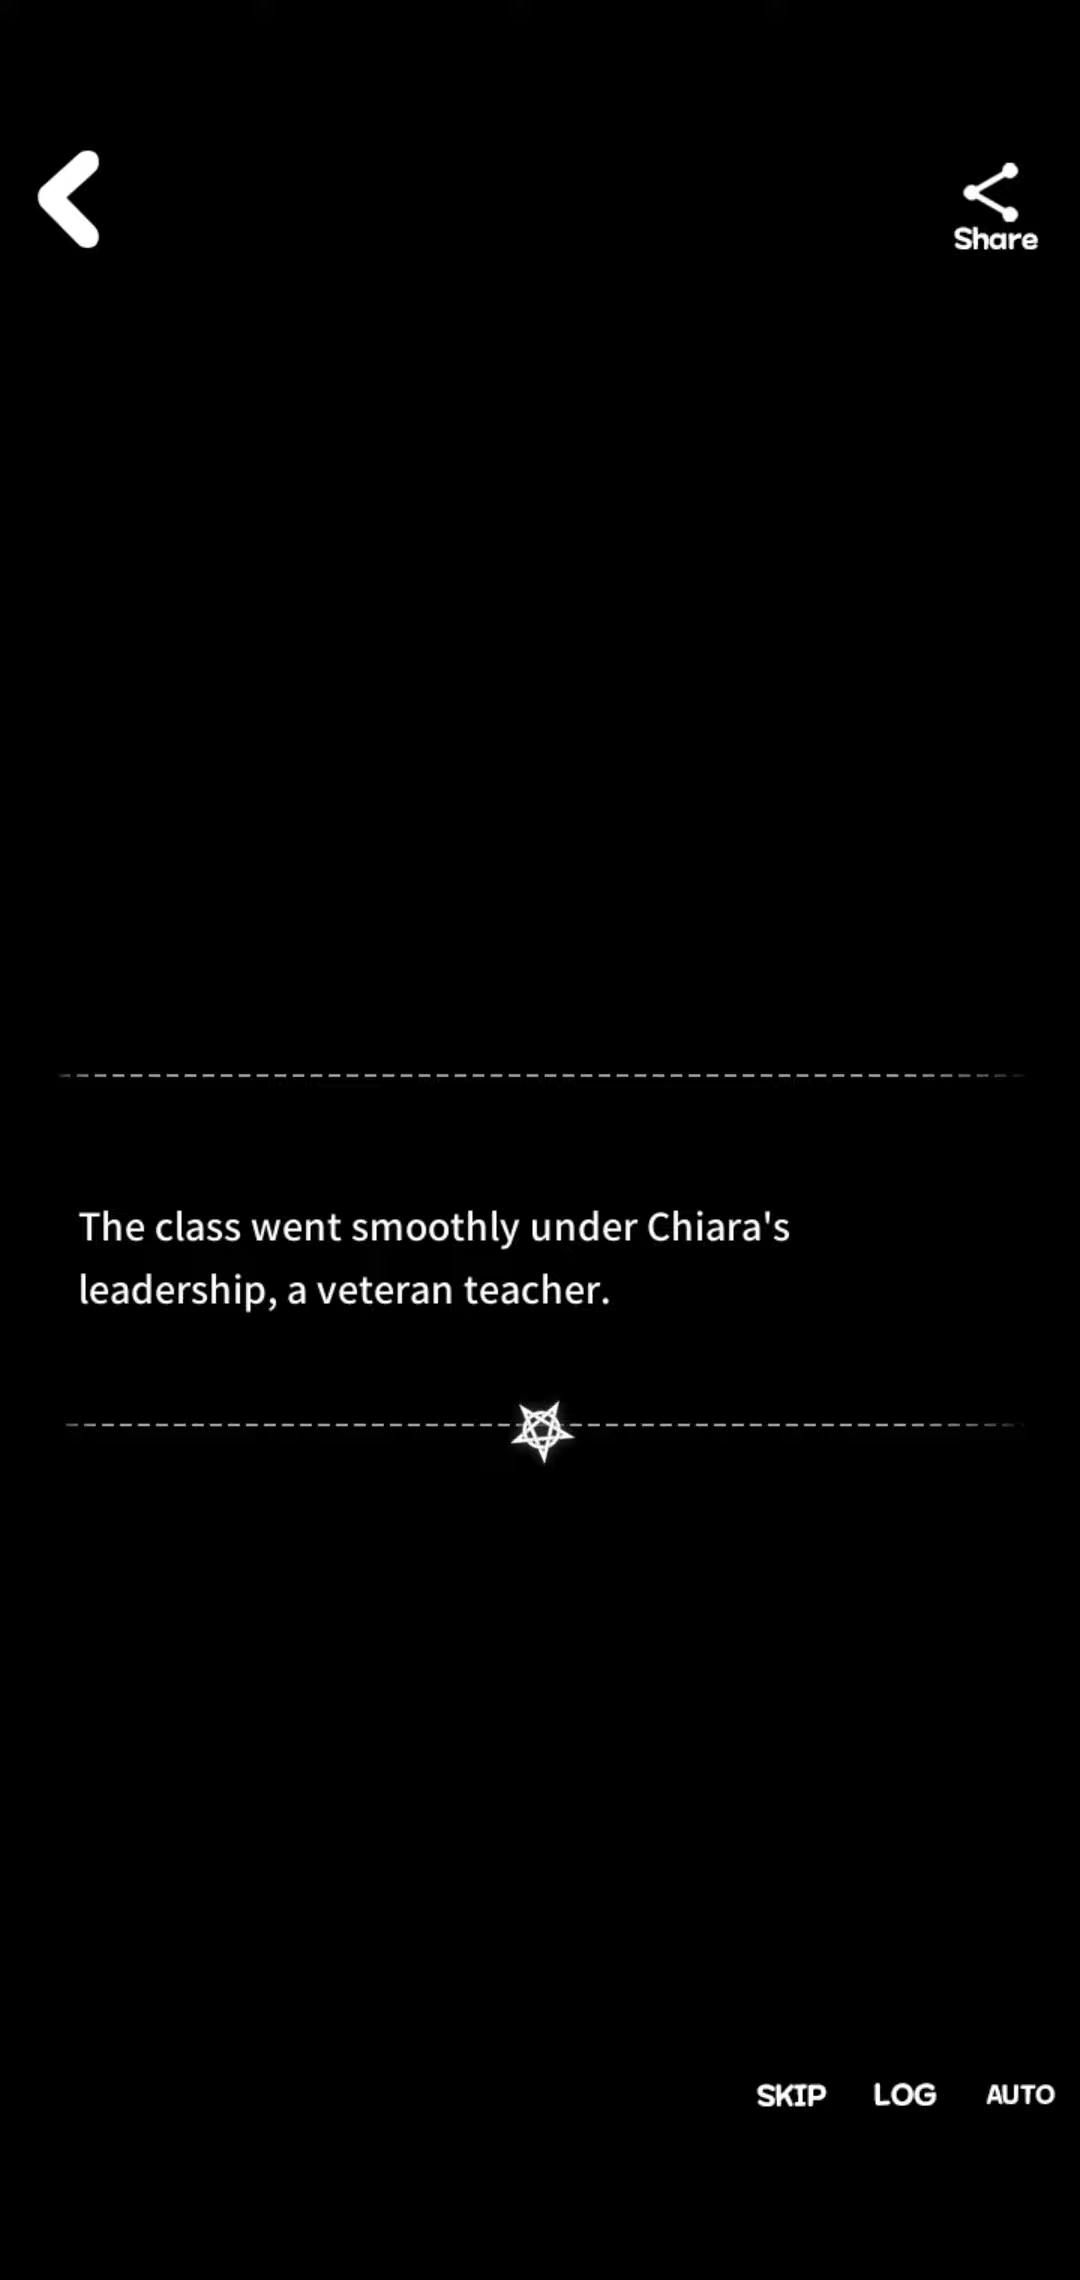 Share
The class went smoothly under Chiara's
leadership, a veteran teacher.
SKIP LOG AUTO